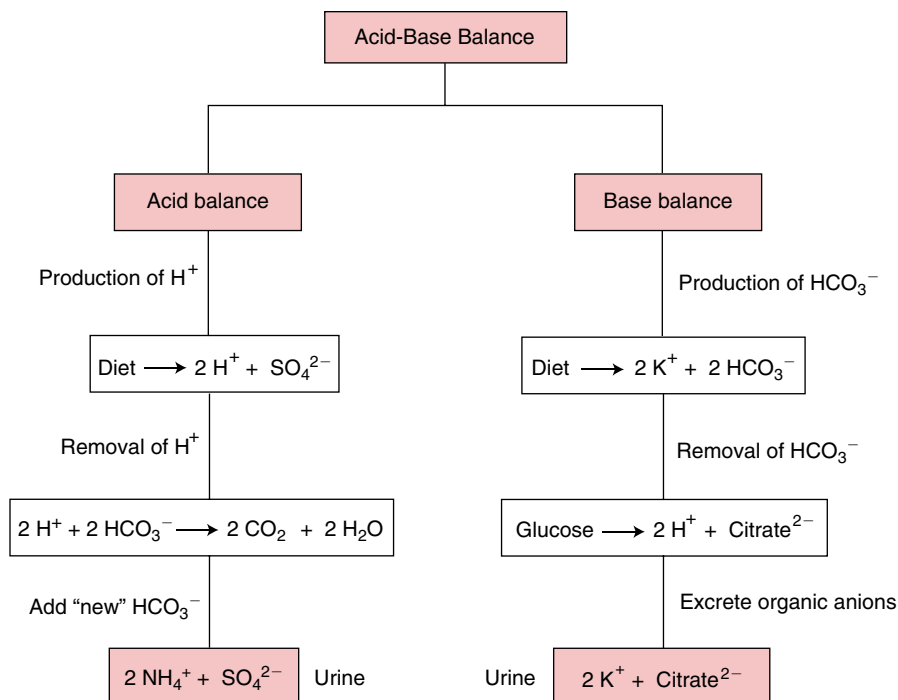 Acid-Base Balance
Acid balance
Base balance
Production of H⁺
Production of HCO₃⁻
Diet ⟶ 2 H⁺ + SO₄²⁻
Diet ⟶ 2 K⁺ + 2 HCO₃⁻
Removal of H⁺
Removal of HCO₃⁻
2 H⁺ + 2 HCO₃⁻ ⟶ 2 CO₂ + 2 H₂O
Glucose ⟶ 2 H⁺ + Citrate²⁻
Add “new” HCO₃⁻
Excrete organic anions
2 NH₄⁺ + SO₄²⁻ Urine
Urine 2 K⁺ + Citrate²⁻